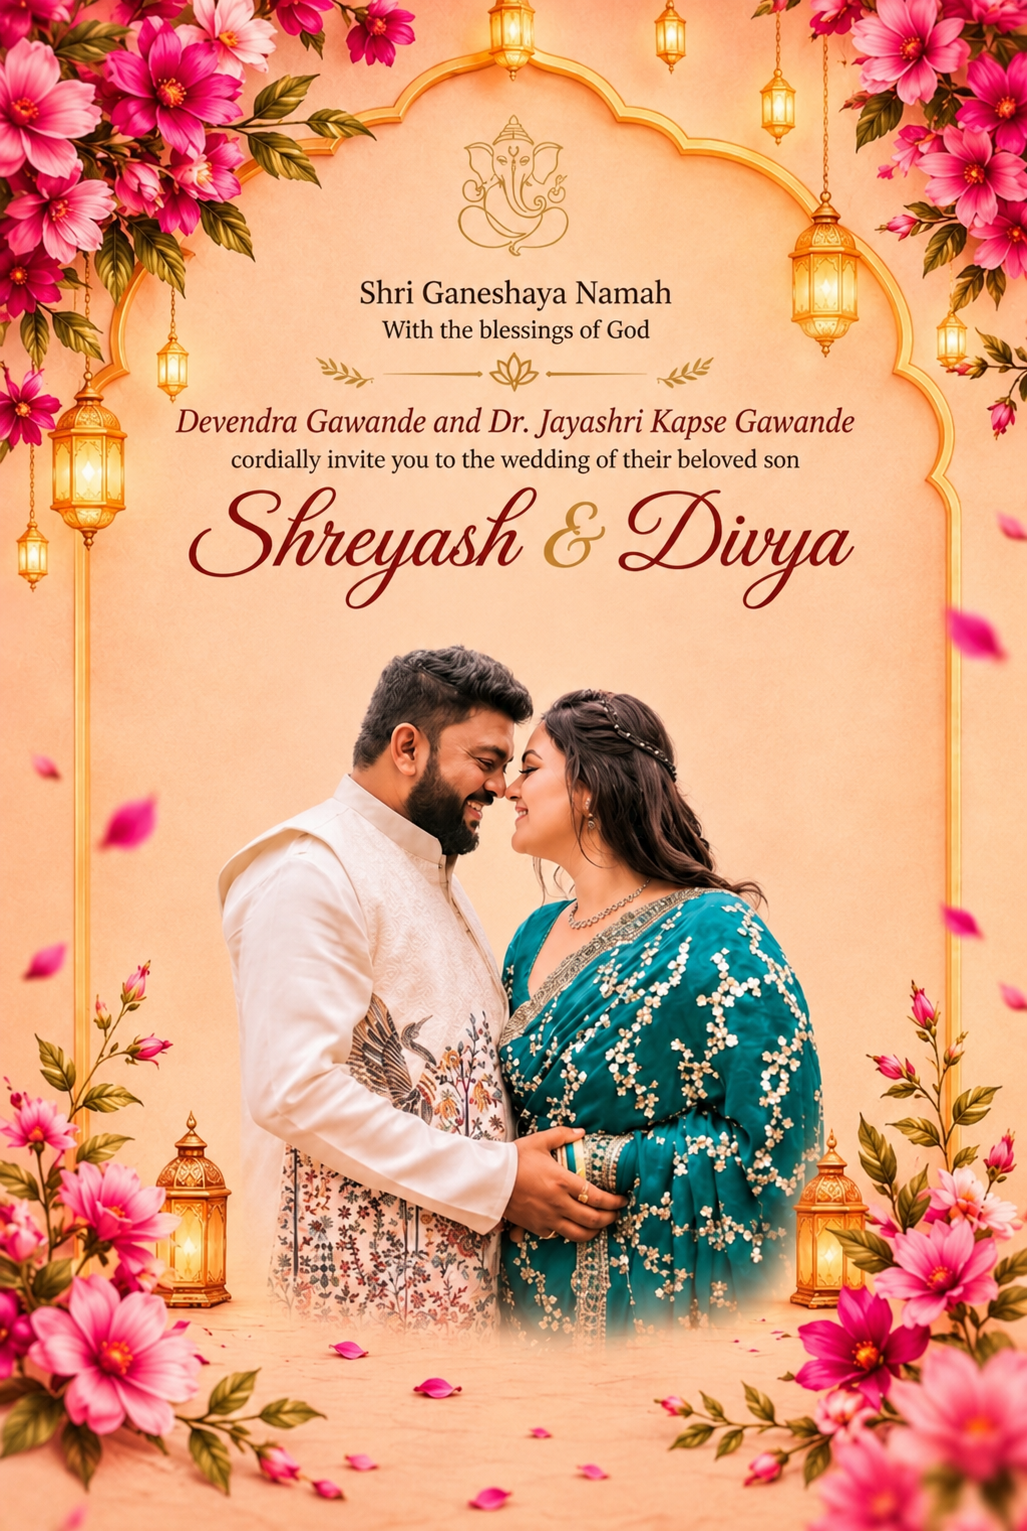 Shri Ganeshaya Namah
With the blessings of God
Devendra Gawande and Dr. Jayashri Kapse Gawande
cordially invite you to the wedding of their beloved son
Shreyash & Divya